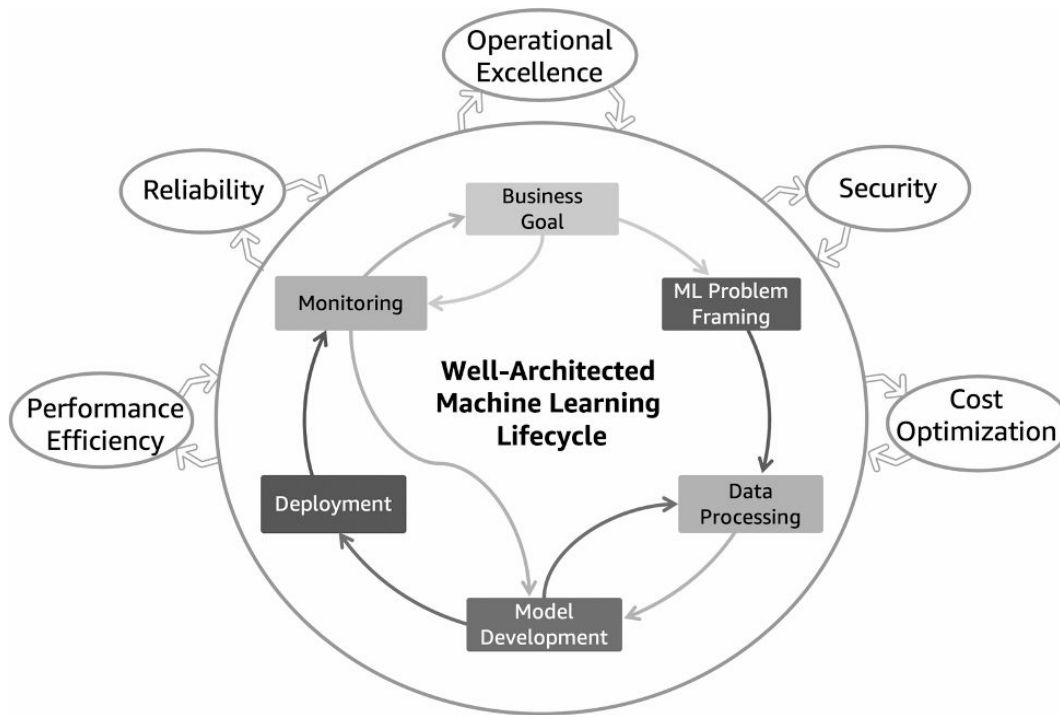 Operational
Excellence
Reliability
Security
Business
Goal
Monitoring
ML Problem
Framing
Well-Architected
Machine Learning
Lifecycle
Performance
Efficiency
Cost
Optimization
Deployment
Data
Processing
Model
Development